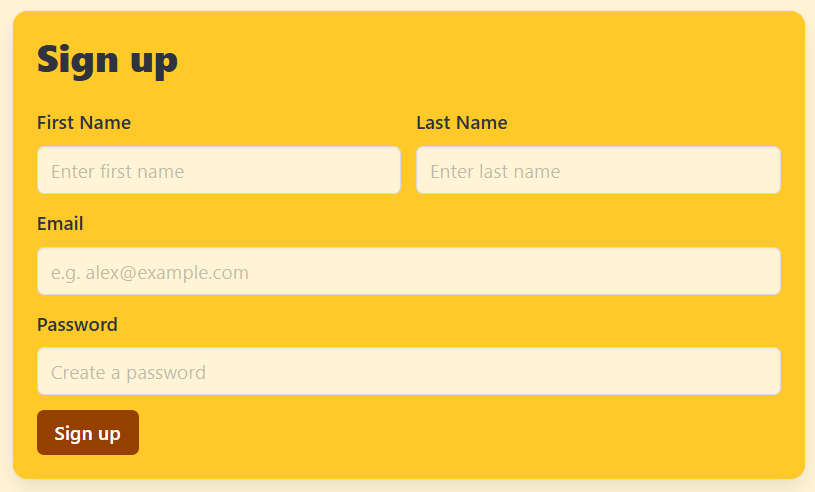 Sign up
First Name
Last Name
Enter first name
Enter last name
Email
e.g. alex@example.com
Password
Create a password
Sign up